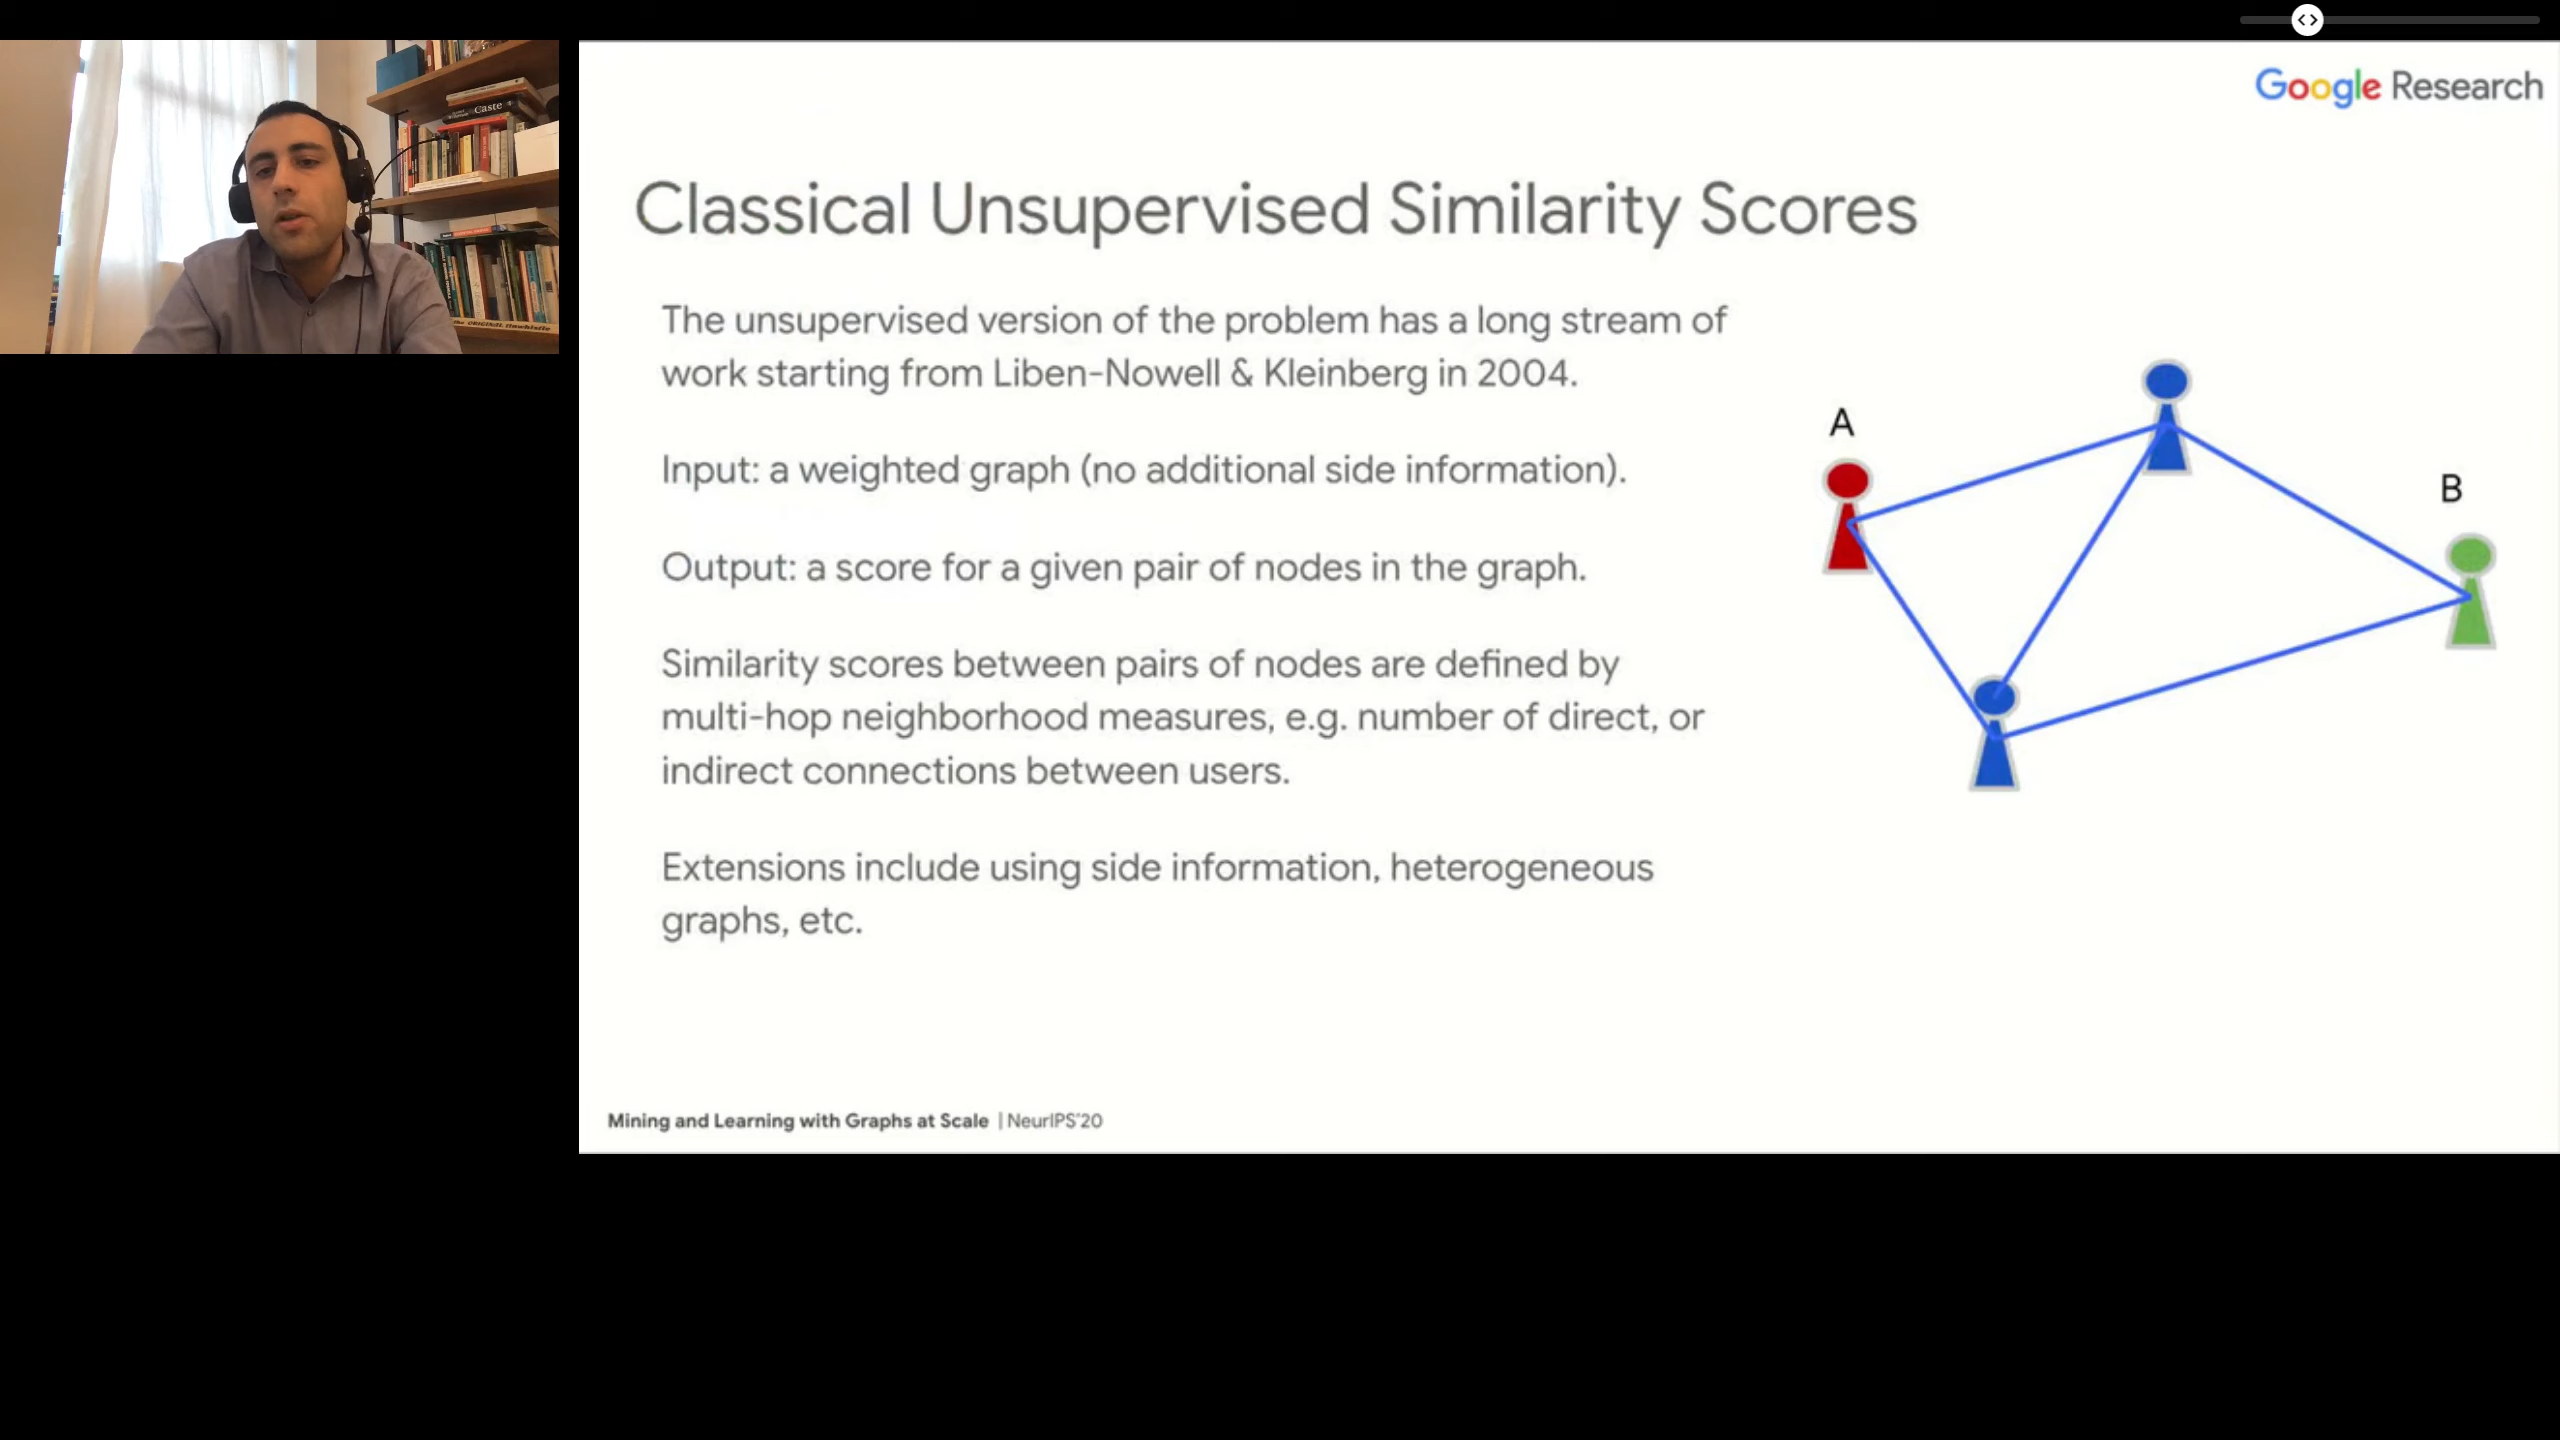 Google Research
Classical Unsupervised Similarity Scores
The unsupervised version of the problem has a long stream of
work starting from Liben-Nowell & Kleinberg in 2004.
Input: a weighted graph (no additional side information).
Output: a score for a given pair of nodes in the graph.
Similarity scores between pairs of nodes are defined by
multi-hop neighborhood measures, e.g. number of direct, or
indirect connections between users.
Extensions include using side information, heterogeneous
graphs, etc.
A
B
Mining and Learning with Graphs at Scale | NeurIPS'20
Caste
The ORIGINAL